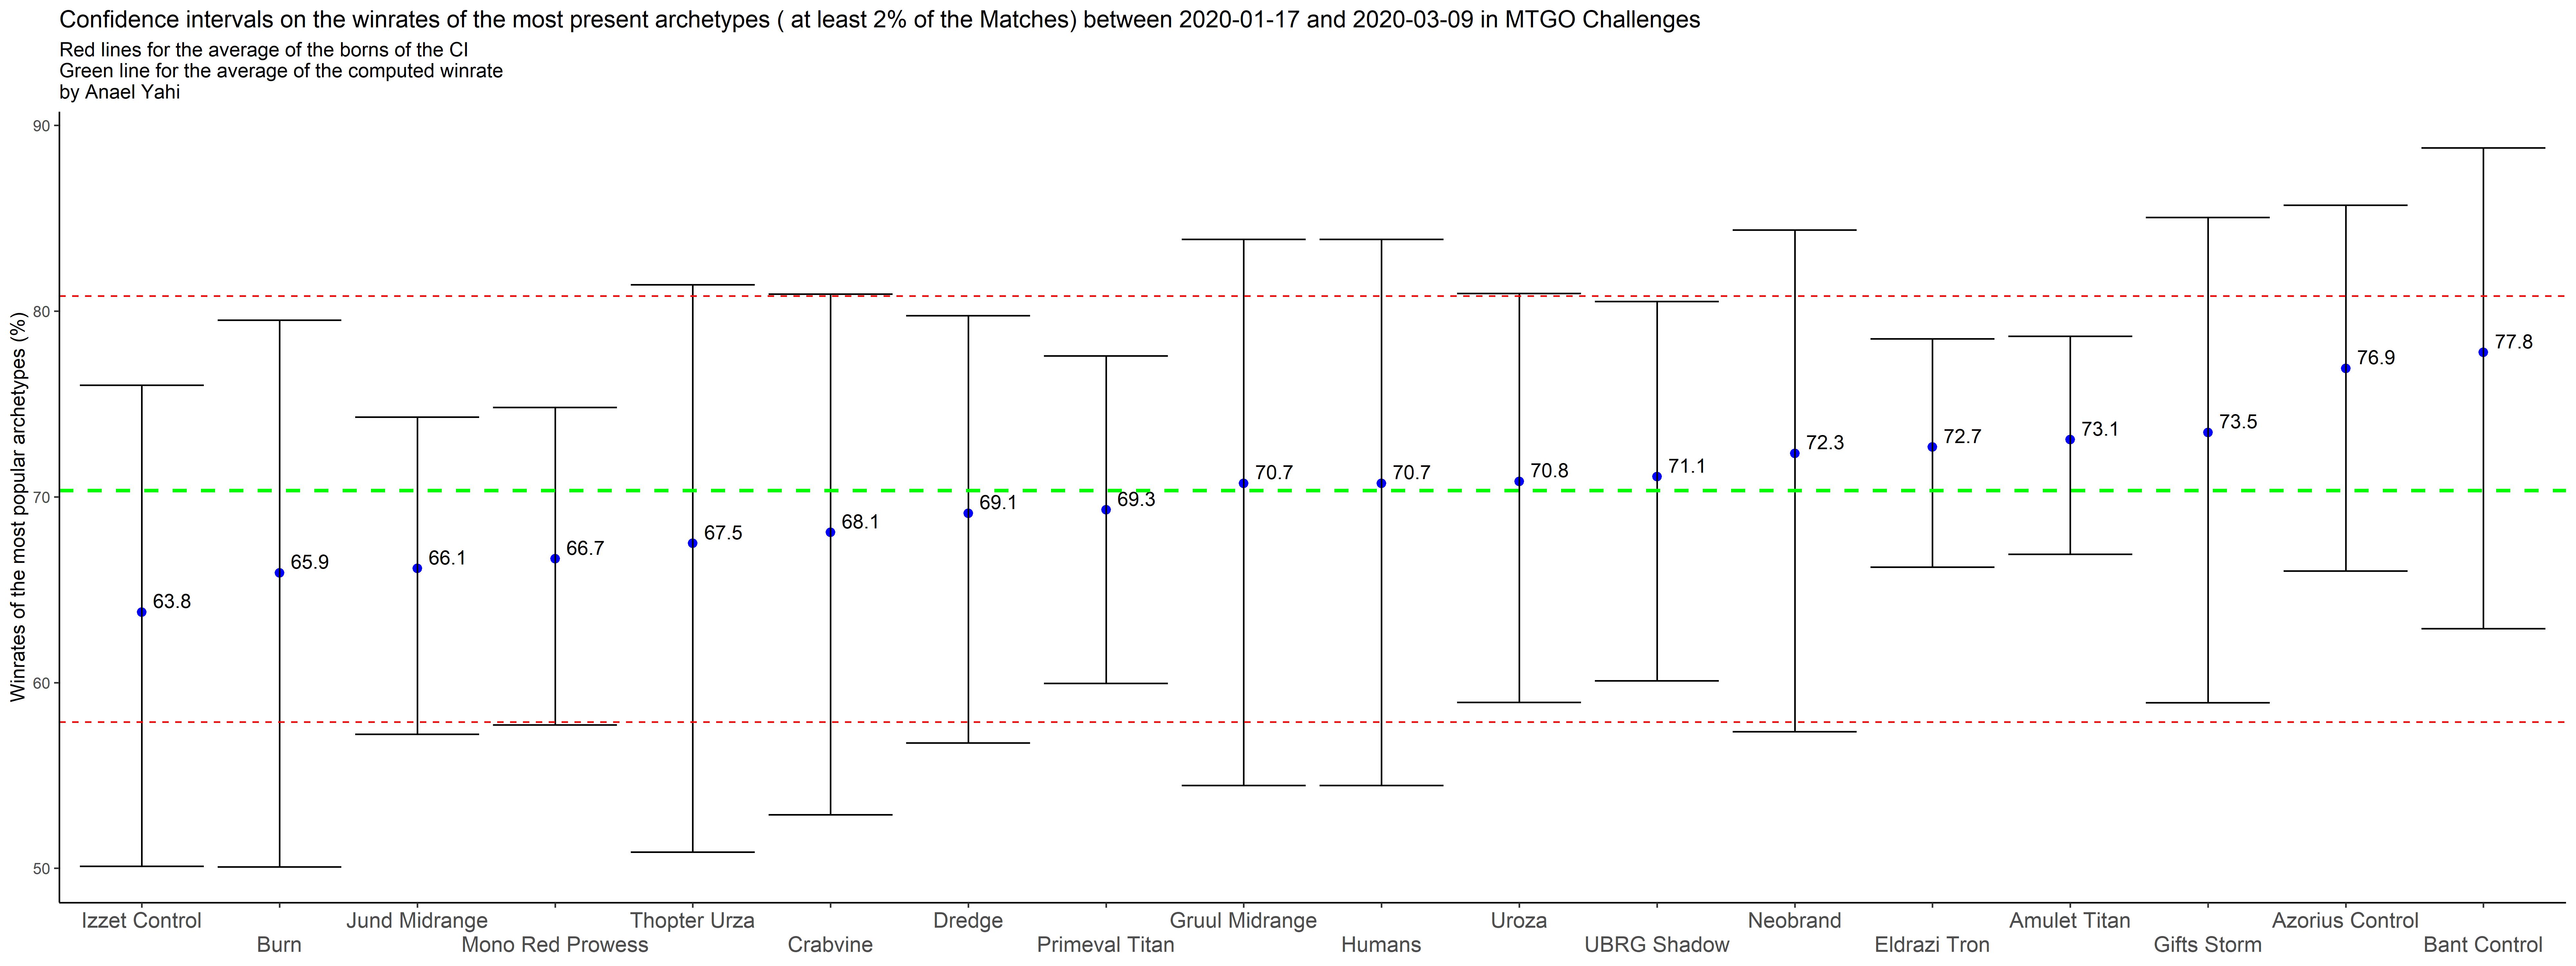 Confidence intervals on the winrates of the most present archetypes ( at least 2% of the Matches) between 2020-01-17 and 2020-03-09 in MTGO Challenges
Red lines for the average of the borns of the CI
Green line for the average of the computed winrate
by Anael Yahi
Winrates of the most popular archetypes (%)
90
80
70
60
50
63.8
65.9
66.1
66.7
67.5
68.1
69.1
69.3
70.7
70.7
70.8
71.1
72.3
72.7
73.1
73.5
76.9
77.8
Izzet Control
Burn
Jund Midrange
Mono Red Prowess
Thopter Urza
Crabvine
Dredge
Primeval Titan
Gruul Midrange
Humans
Uroza
UBRG Shadow
Neobrand
Eldrazi Tron
Amulet Titan
Gifts Storm
Azorius Control
Bant Control